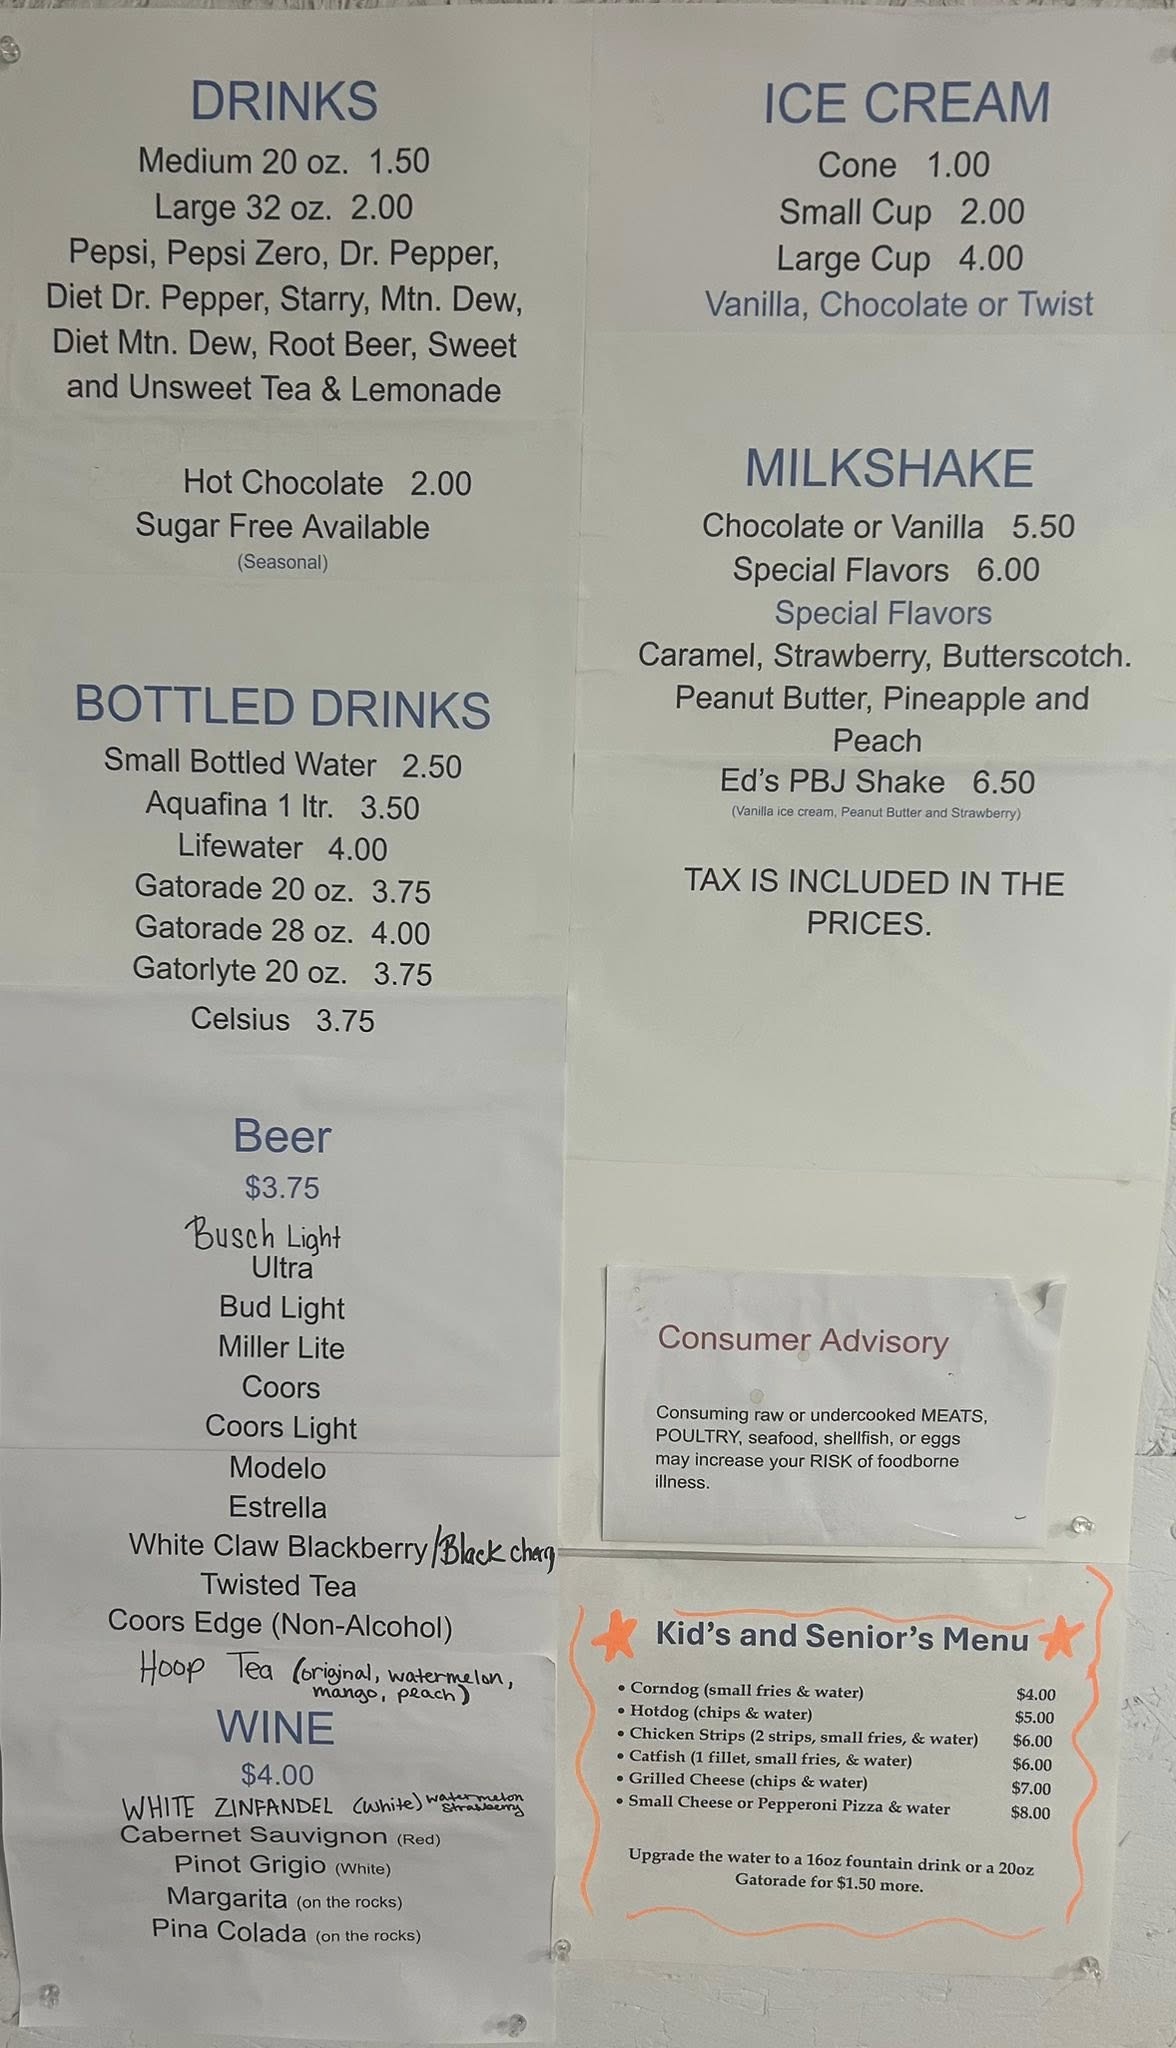 DRINKS
Medium 20 oz. 1.50
Large 32 oz. 2.00
Pepsi, Pepsi Zero, Dr. Pepper,
Diet Dr. Pepper, Starry, Mtn. Dew,
Diet Mtn. Dew, Root Beer, Sweet
and Unsweet Tea & Lemonade
Hot Chocolate 2.00
Sugar Free Available
(Seasonal)
BOTTLED DRINKS
Small Bottled Water 2.50
Aquafina 1 ltr. 3.50
Lifewater 4.00
Gatorade 20 oz. 3.75
Gatorade 28 oz. 4.00
Gatorlyte 20 oz. 3.75
Celsius 3.75
Beer
$3.75
Busch Light
Ultra
Bud Light
Miller Lite
Coors
Coors Light
Modelo
Estrella
White Claw Blackberry/Black
Twisted Tea
Coors Edge (Non-Alcohol)
HOOP TEA (original, watermelon,
mango, peach)
WINE
$4.00
WHITE ZINFANDEL (White) watermelon
strawberry
Cabernet Sauvignon (Red)
Pinot Grigio (White)
Margarita (on the rocks)
Pina Colada (on the rocks)
ICE CREAM
Cone 1.00
Small Cup 2.00
Large Cup 4.00
Vanilla, Chocolate or Twist
MILKSHAKE
Chocolate or Vanilla 5.50
Special Flavors 6.00
Special Flavors
Caramel, Strawberry, Butterscotch.
Peanut Butter, Pineapple and
Peach
Ed's PBJ Shake 6.50
(Vanilla ice cream, Peanut Butter and Strawberry)
TAX IS INCLUDED IN THE
PRICES.
Consumer Advisory
Consuming raw or undercooked MEATS,
POULTRY, seafood, shellfish, or eggs
may increase your RISK of foodborne
illness.
Kid's and Senior's Menu
• Corndog (small fries & water) $4.00
• Hotdog (chips & water) $5.00
• Chicken Strips (2 strips, small fries, & water) $6.00
• Catfish (1 fillet, small fries, & water) $6.00
• Grilled Cheese (chips & water) $7.00
• Small Cheese or Pepperoni Pizza & water $8.00
Upgrade the water to a 16oz fountain drink or a 20oz
Gatorade for $1.50 more.